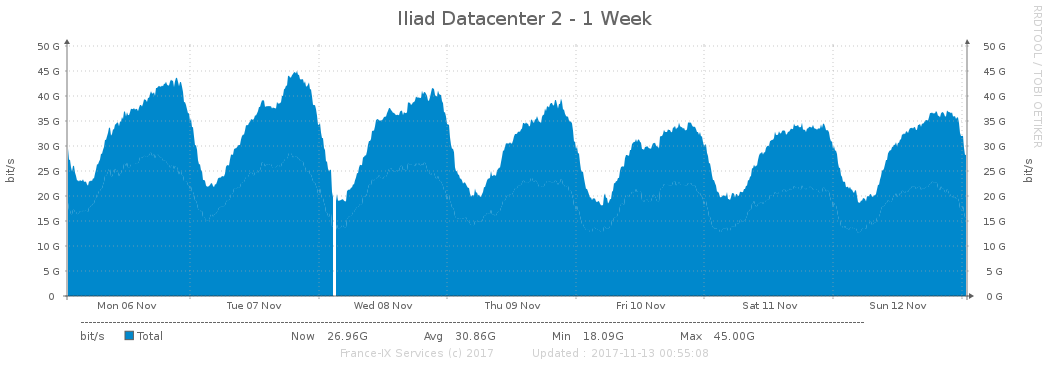 Iliad Datacenter 2 - 1 Week
RRDTOOL / TOBI OETIKER
bit/s
50 G 50 G
45 G 45 G
40 G 40 G
35 G 35 G
30 G 30 G
25 G 25 G
20 G 20 G
15 G 15 G
10 G 10 G
5 G 5 G
0 0 G
bit/s
Mon 06 Nov Tue 07 Nov Wed 08 Nov Thu 09 Nov Fri 10 Nov Sat 11 Nov Sun 12 Nov
bit/s Total Now 26.96G Avg 30.86G Min 18.09G Max 45.00G
France-IX Services (c) 2017 Updated : 2017-11-13 00:55:08